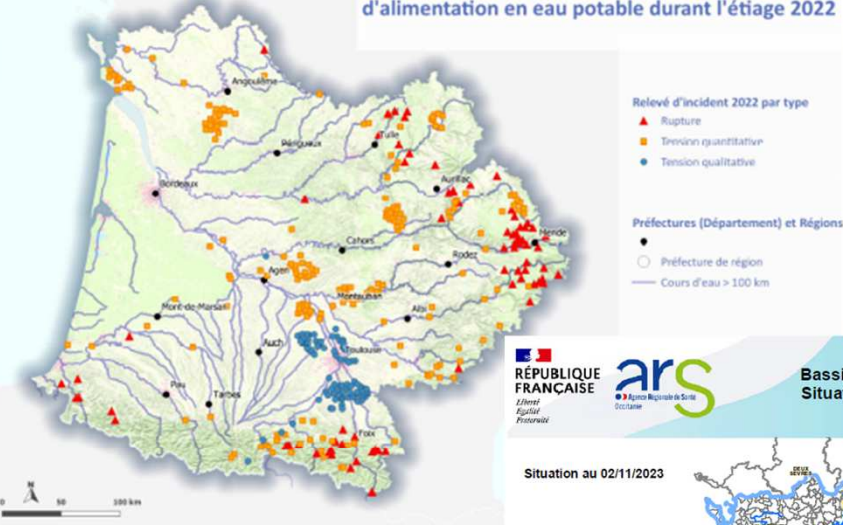 d'alimentation en eau potable durant l'étiage 2022
Relevé d'incident 2022 par type
Rupture
Tension quantitative
Tension qualitative
Préfectures (Département) et Régions
Préfecture de région
Cours d'eau > 100 km
Angoulême
Périgueux
Tulle
Bordeaux
Aurillac
Mende
Cahors
Rodez
Agen
Montauban
Mont-de-Marsan
Albi
Auch
Toulouse
Pau
Tarbes
Foix
N
0 50 100 km
RÉPUBLIQUE
FRANÇAISE
Liberté
Égalité
Fraternité
ars
Agence Régionale de Santé
Occitanie
Bassi
Situa
Situation au 02/11/2023
DEUX
SEVRES